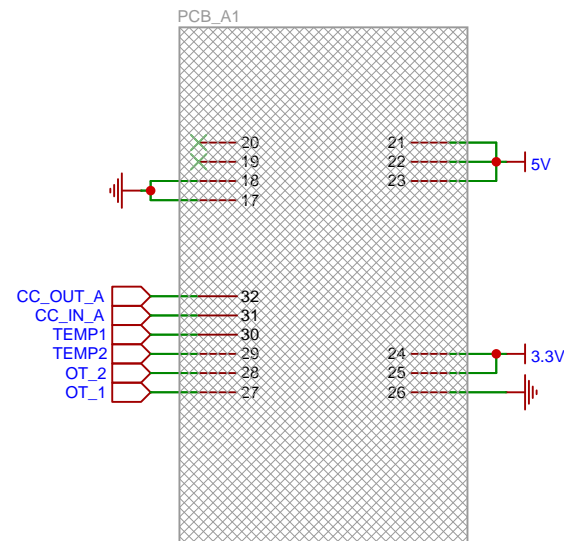 PCB_A1
20 21
19 22 5V
18 23
17
CC_OUT_A 32
CC_IN_A 31
TEMP1 30
TEMP2 29 24 3.3V
OT_2 28 25
OT_1 27 26